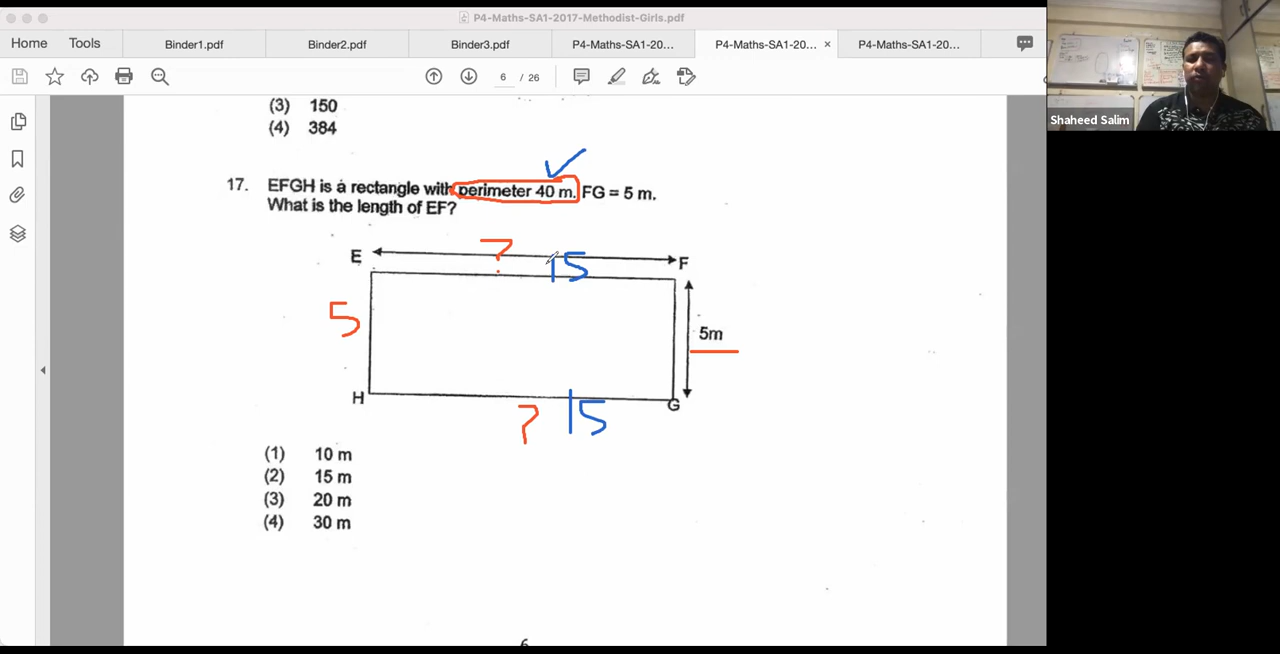 P4-Maths-SA1-2017-Methodist-Girls.pdf
Home Tools Binder1.pdf Binder2.pdf Binder3.pdf P4-Maths-SA1-20... P4-Maths-SA1-20... × P4-Maths-SA1-20...
6 / 26
Shaheed Salim
(3) 150
(4) 384
17. EFGH is a rectangle with perimeter 40 m. FG = 5 m.
What is the length of EF?
?
E F
15
5
5m
H G
? 15
(1) 10 m
(2) 15 m
(3) 20 m
(4) 30 m